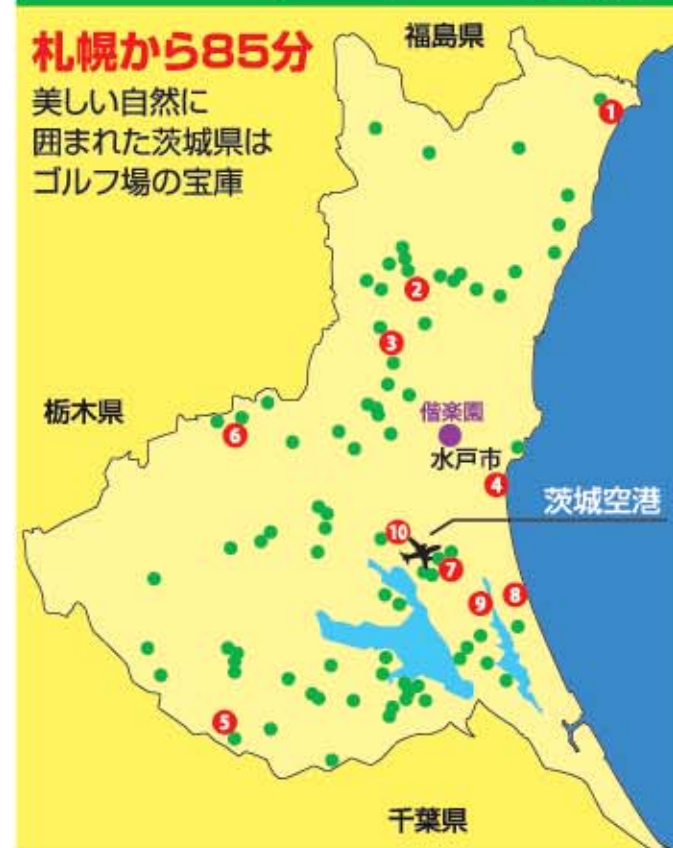 札幌から85分
美しい自然に
囲まれた茨城県は
ゴルフ場の宝庫
福島県
1
2
3
栃木県
6
偕楽園
水戸市
4
茨城空港
10
7
9
8
5
千葉県